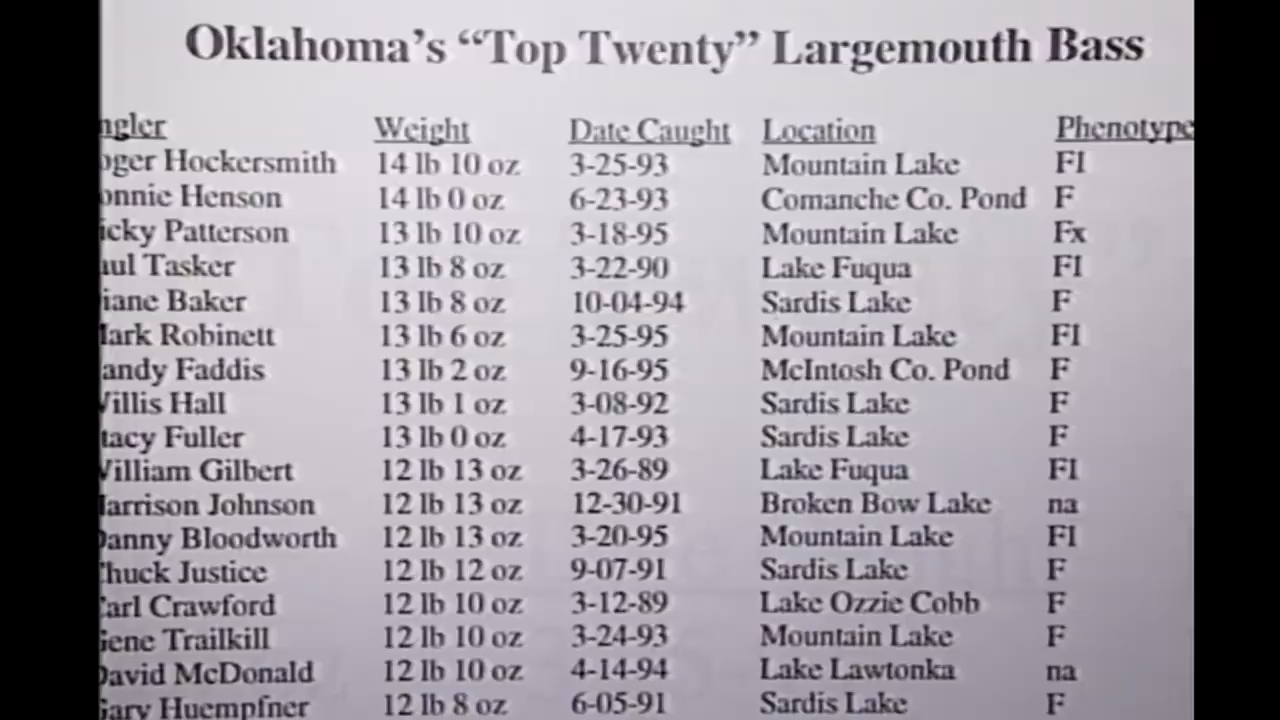 Oklahoma's “Top Twenty” Largemouth Bass
ngler Weight Date Caught Location Phenotype
oger Hockersmith 14 lb 10 oz 3-25-93 Mountain Lake FI
onnie Henson 14 lb 0 oz 6-23-93 Comanche Co. Pond F
icky Patterson 13 lb 10 oz 3-18-95 Mountain Lake Fx
aul Tasker 13 lb 8 oz 3-22-90 Lake Fuqua FI
iane Baker 13 lb 8 oz 10-04-94 Sardis Lake F
Mark Robinett 13 lb 6 oz 3-25-95 Mountain Lake FI
andy Faddis 13 lb 2 oz 9-16-95 McIntosh Co. Pond F
Willis Hall 13 lb 1 oz 3-08-92 Sardis Lake F
tacy Fuller 13 lb 0 oz 4-17-93 Sardis Lake F
William Gilbert 12 lb 13 oz 3-26-89 Lake Fuqua FI
Harrison Johnson 12 lb 13 oz 12-30-91 Broken Bow Lake na
Danny Bloodworth 12 lb 13 oz 3-20-95 Mountain Lake FI
Chuck Justice 12 lb 12 oz 9-07-91 Sardis Lake F
Carl Crawford 12 lb 10 oz 3-12-89 Lake Ozzie Cobb F
Gene Trailkill 12 lb 10 oz 3-24-93 Mountain Lake F
David McDonald 12 lb 10 oz 4-14-94 Lake Lawtonka na
Gary Huempfner 12 lb 8 oz 6-05-91 Sardis Lake F